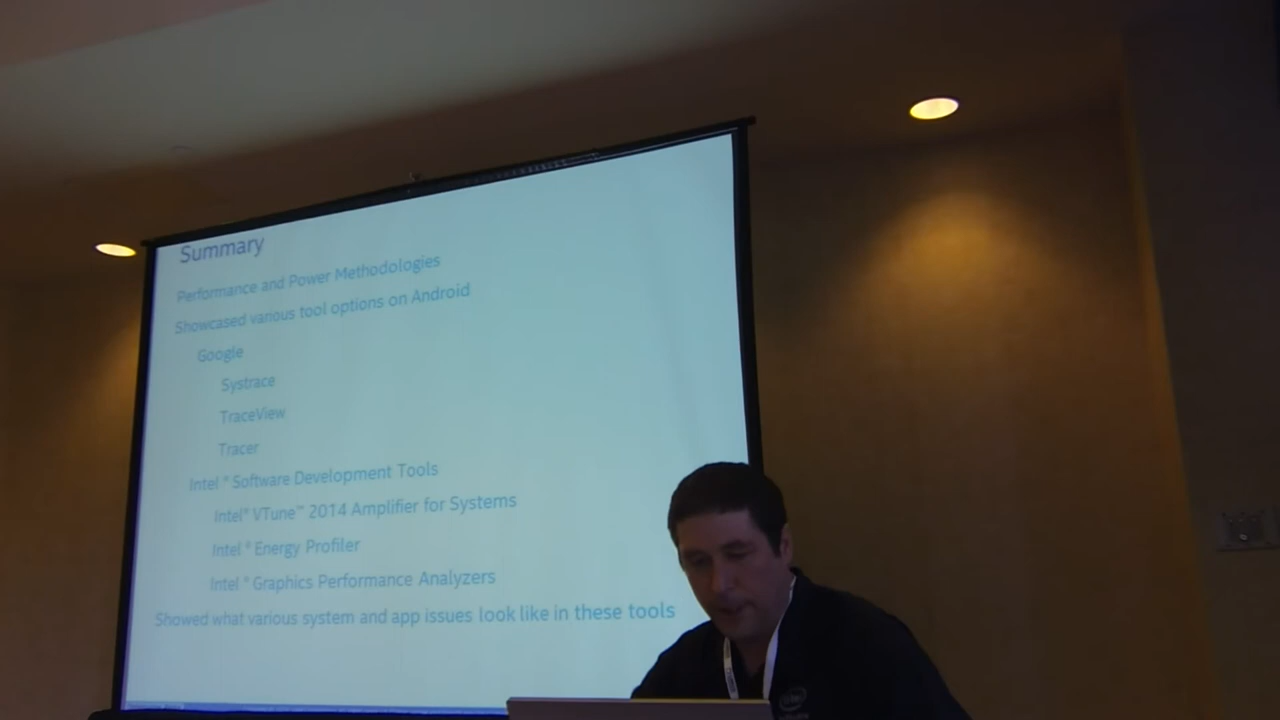 Summary
Performance and Power Methodologies
Showcased various tool options on Android
Google
Systrace
TraceView
Tracer
Intel® Software Development Tools
Intel® VTune™ 2014 Amplifier for Systems
Intel® Energy Profiler
Intel® Graphics Performance Analyzers
Showed what various system and app issues look like in these tools